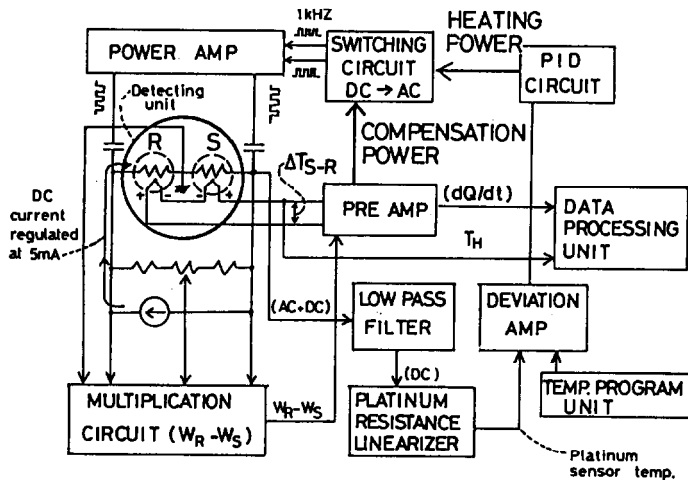 1kHZ
POWER AMP
SWITCHING
CIRCUIT
DC → AC
HEATING
POWER
PID
CIRCUIT
Detecting
unit
R
S
+
-
-
+
COMPENSATION
POWER
ΔTS-R
DC
current
regulated
at 5mA
PRE AMP
(dQ/dt)
TH
DATA
PROCESSING
UNIT
(AC+DC)
LOW PASS
FILTER
DEVIATION
AMP
(DC)
MULTIPLICATION
CIRCUIT (WR-WS)
WR-WS
PLATINUM
RESISTANCE
LINEARIZER
TEMP. PROGRAM
UNIT
Platinum
sensor temp.